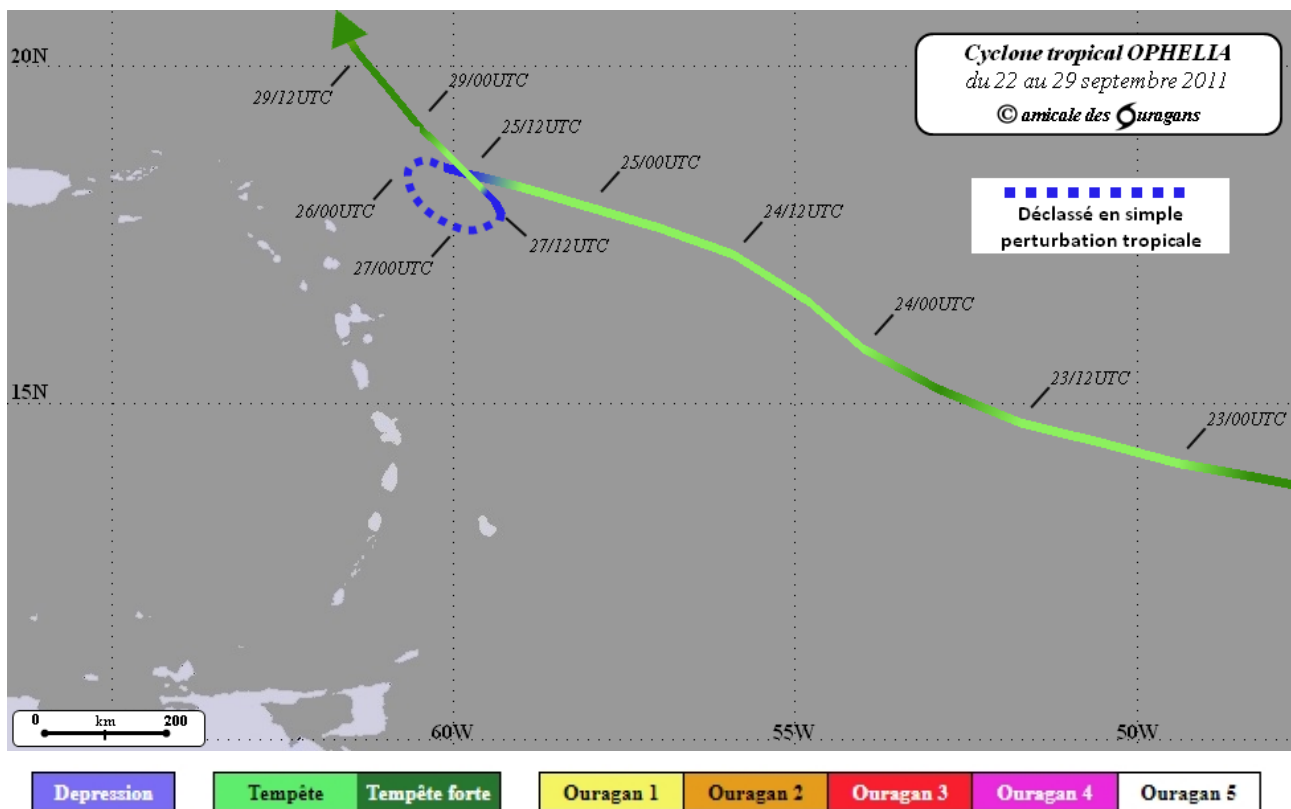 20N
Cyclone tropical OPHELIA
du 22 au 29 septembre 2011
© amicale des Ouragans
29/00UTC
29/12UTC
25/12UTC
25/00UTC
26/00UTC
24/12UTC
Déclassé en simple
perturbation tropicale
27/12UTC
27/00UTC
24/00UTC
23/12UTC
15N
23/00UTC
0 km 200
60W 55W 50W
Depression Tempête Tempête forte Ouragan 1 Ouragan 2 Ouragan 3 Ouragan 4 Ouragan 5